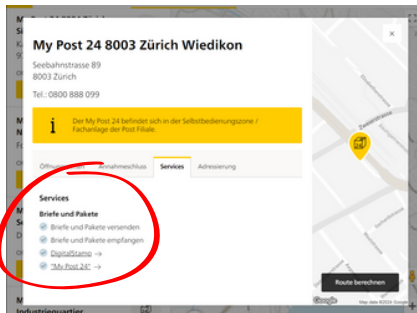 My Post 24 8003 Zürich Wiedikon
Seebahnstrasse 89
8003 Zürich
Tel.: 0800 888 099
Der My Post 24 befindet sich in der Selbstbedienungszone /
Fachanlage der Post Filiale.
Annahmeschluss Services Adressierung
Services
Briefe und Pakete
Briefe und Pakete versenden
Briefe und Pakete empfangen
DigitalStamp →
"My Post 24" →
Zweierstrasse
Route berechnen
Google
Industriequartier